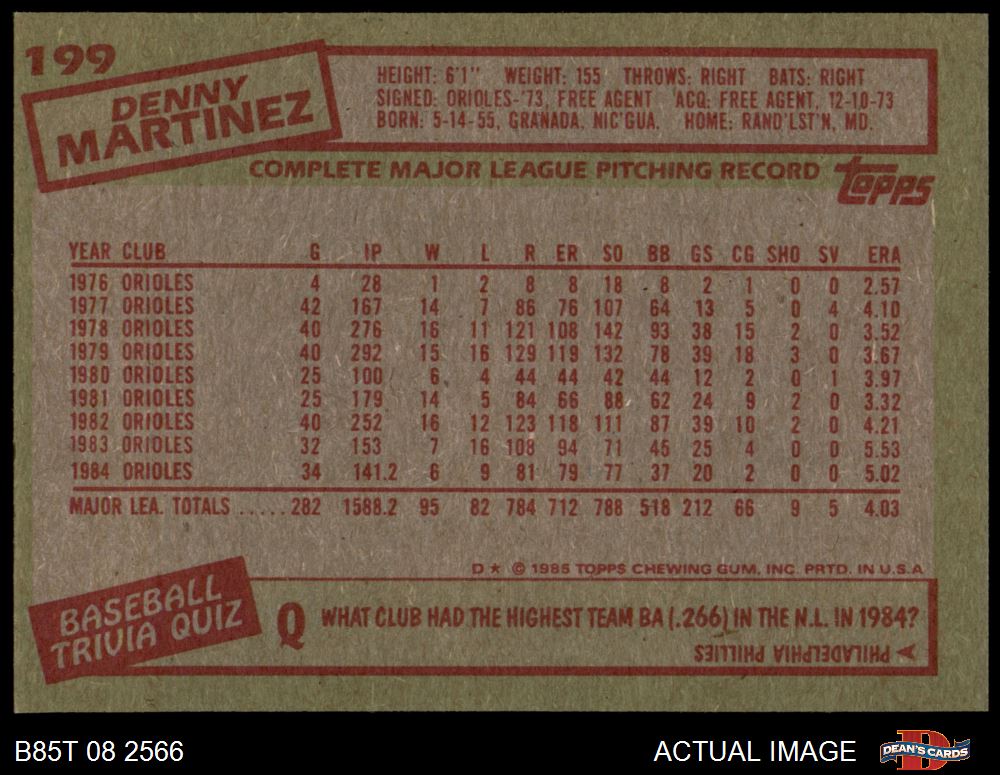 199
DENNY
MARTINEZ
HEIGHT: 6'1" WEIGHT: 155 THROWS: RIGHT BATS: RIGHT
SIGNED: ORIOLES-'73, FREE AGENT ACQ: FREE AGENT, 12-10-73
BORN: 5-14-55, GRANADA, NIC'GUA. HOME: RAND'LST'N, MD.
COMPLETE MAJOR LEAGUE PITCHING RECORD
Topps
YEAR CLUB G IP W L R ER SO BB GS CG SHO SV ERA
1976 ORIOLES 4 28 1 2 8 8 18 8 2 1 0 0 2.57
1977 ORIOLES 42 167 14 7 86 76 107 64 13 5 0 4 4.10
1978 ORIOLES 40 276 16 11 121 108 142 93 38 15 2 0 3.52
1979 ORIOLES 40 292 15 16 129 119 132 78 39 18 3 0 3.67
1980 ORIOLES 25 100 6 4 44 44 42 44 12 2 0 1 3.97
1981 ORIOLES 25 179 14 5 84 66 88 62 24 9 2 0 3.32
1982 ORIOLES 40 252 16 12 123 118 111 87 39 10 2 0 4.21
1983 ORIOLES 32 153 7 16 108 94 71 45 25 4 0 0 5.53
1984 ORIOLES 34 141.2 6 9 81 79 77 37 20 2 0 0 5.02
MAJOR LEA. TOTALS .....282 1588.2 95 82 784 712 788 518 212 66 9 5 4.03
D★ © 1985 TOPPS CHEWING GUM, INC. PRTD. IN U.S.A.
BASEBALL
TRIVIA QUIZ
Q WHAT CLUB HAD THE HIGHEST TEAM BA (.266) IN THE N.L. IN 1984?
A PHILADELPHIA PHILLIES
B85T 08 2566
ACTUAL IMAGE
D
DEAN'S CARDS